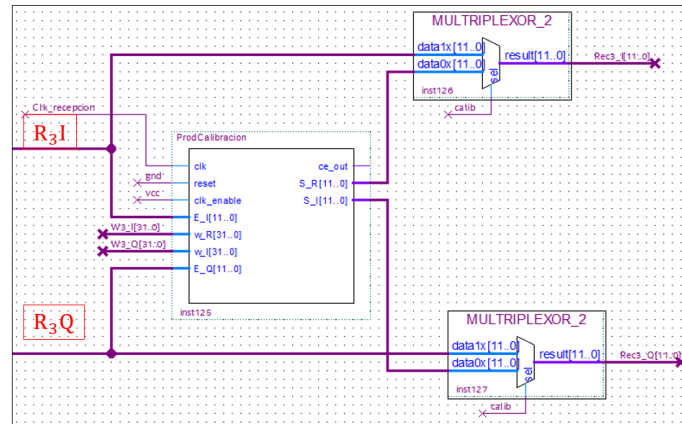 MULTIPLEXOR_2
data1x[11..0]
data0x[11..0]
result[11..0]
Rec3_I[11..0]
sel
inst126
calib
Clk_recepcion
R₃I
ProdCalibracion
clk
ce_out
gnd
reset
S_R[11..0]
vcc
clk_enable
S_I[11..0]
E_I[11..0]
W3_I[31..0]
w_R[31..0]
W3_Q[31..0]
w_I[31..0]
E_Q[11..0]
inst125
R₃Q
MULTIPLEXOR_2
data1x[11..0]
data0x[11..0]
result[11..0]
Rec3_Q[11..0]
sel
inst127
calib